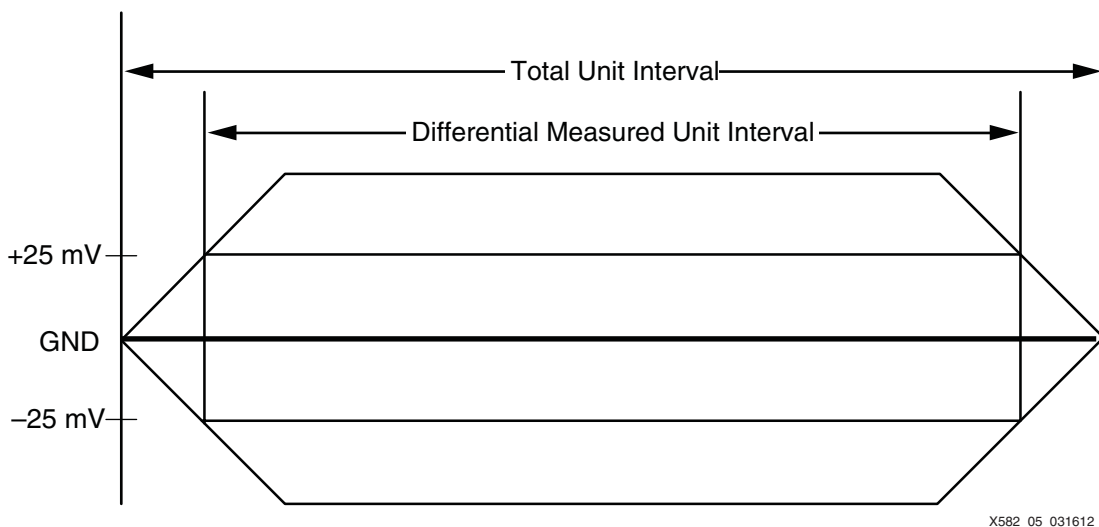 Total Unit Interval
Differential Measured Unit Interval
+25 mV
GND
–25 mV
X582_05_031612